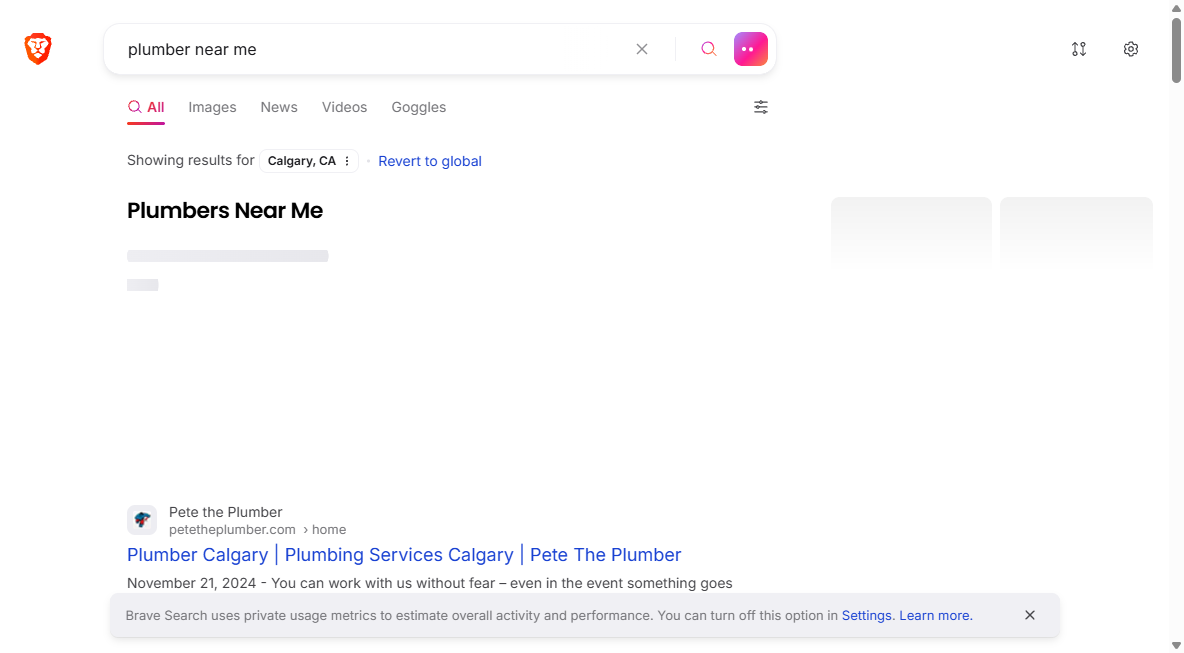 plumber near me
All Images News Videos Goggles
Showing results for Calgary, CA · Revert to global
Plumbers Near Me
Pete the Plumber
petetheplumber.com › home
Plumber Calgary | Plumbing Services Calgary | Pete The Plumber
November 21, 2024 - You can work with us without fear – even in the event something goes
Brave Search uses private usage metrics to estimate overall activity and performance. You can turn off this option in Settings. Learn more.